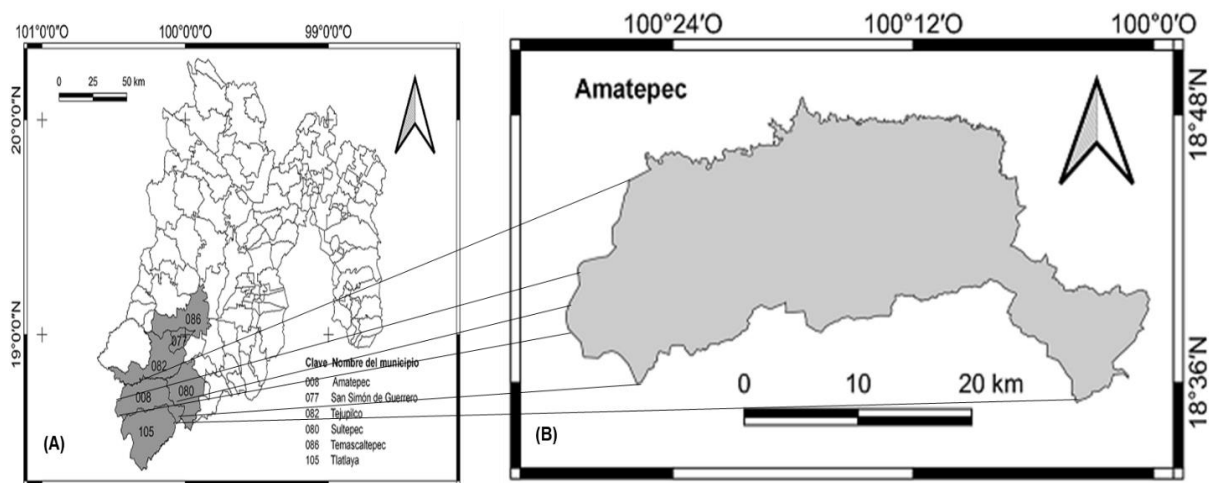 101°0'0"O 100°0'0"O 99°0'0"O
0 25 50 km
20°0'0"N
19°0'0"N
086
077
082
008
080
105
Clave Nombre del municipio
008 Amatepec
077 San Simón de Guerrero
082 Tejupilco
080 Sultepec
086 Temascaltepec
105 Tlatlaya
(A)
100°24'O 100°12'O 100°0'O
Amatepec
18°48'N
18°36'N
0 10 20 km
(B)